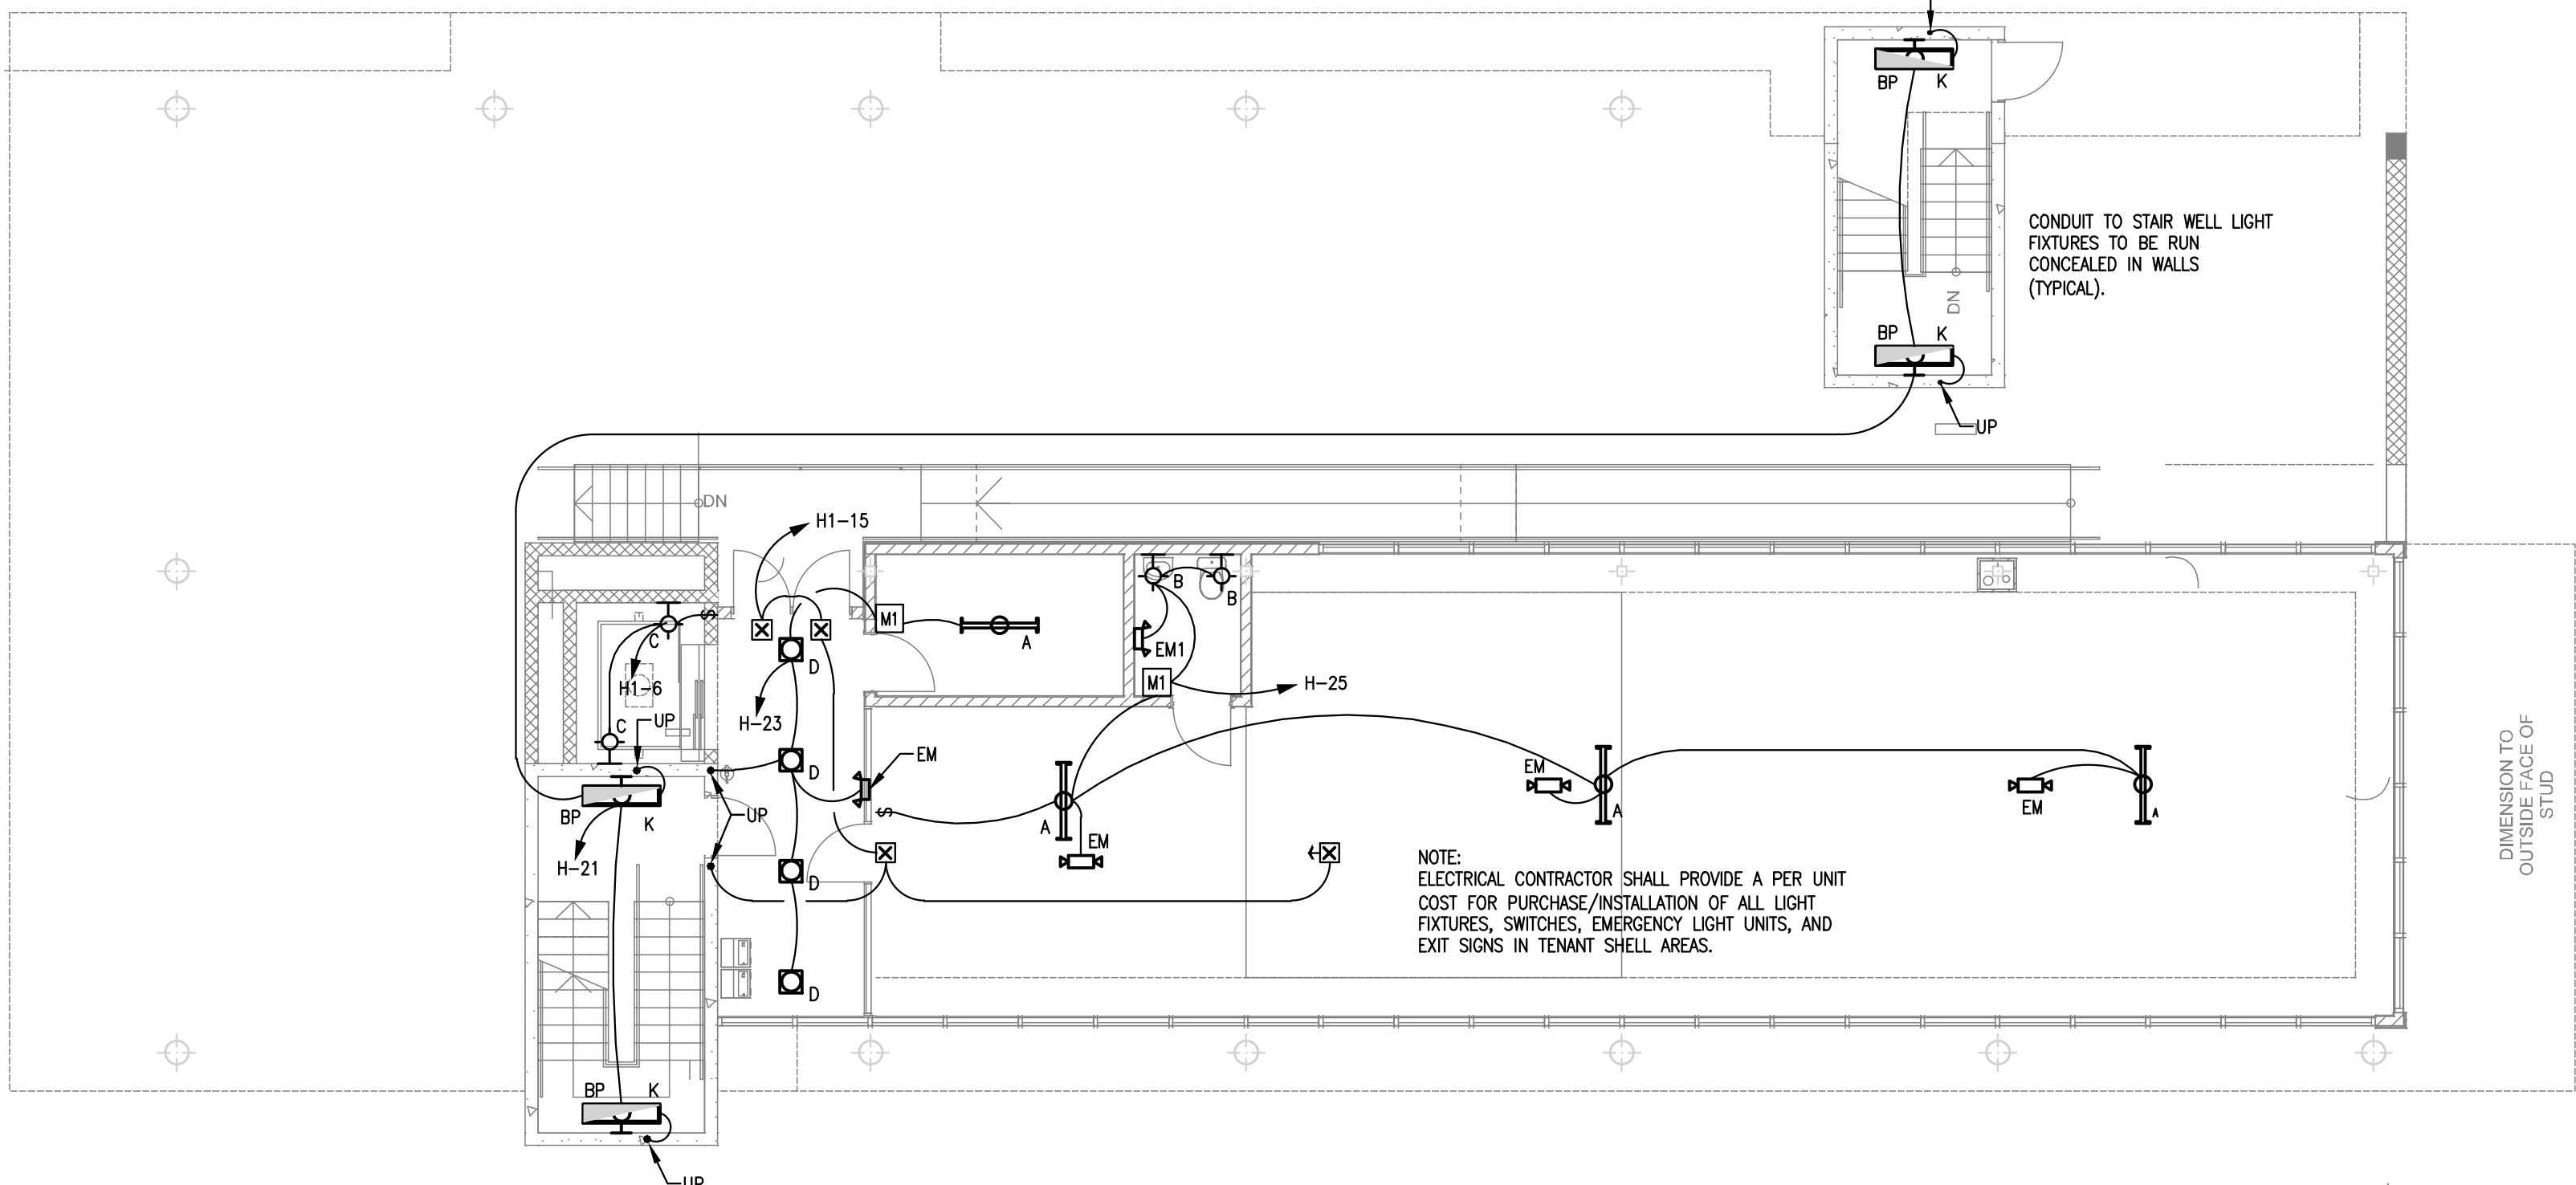 BP K
CONDUIT TO STAIR WELL LIGHT
FIXTURES TO BE RUN
CONCEALED IN WALLS
(TYPICAL).
DN
BP K
UP
DN
H1-15
S
M1
A
B
B
EM1
C
D
H1-6
M1
H-25
H-23
UP
C
D
EM
EM
EM
BP
K
UP
S
A
A
A
H-21
EM
D
NOTE:
ELECTRICAL CONTRACTOR SHALL PROVIDE A PER UNIT
COST FOR PURCHASE/INSTALLATION OF ALL LIGHT
FIXTURES, SWITCHES, EMERGENCY LIGHT UNITS, AND
EXIT SIGNS IN TENANT SHELL AREAS.
DIMENSION TO
OUTSIDE FACE OF
STUD
D
BP K
UP